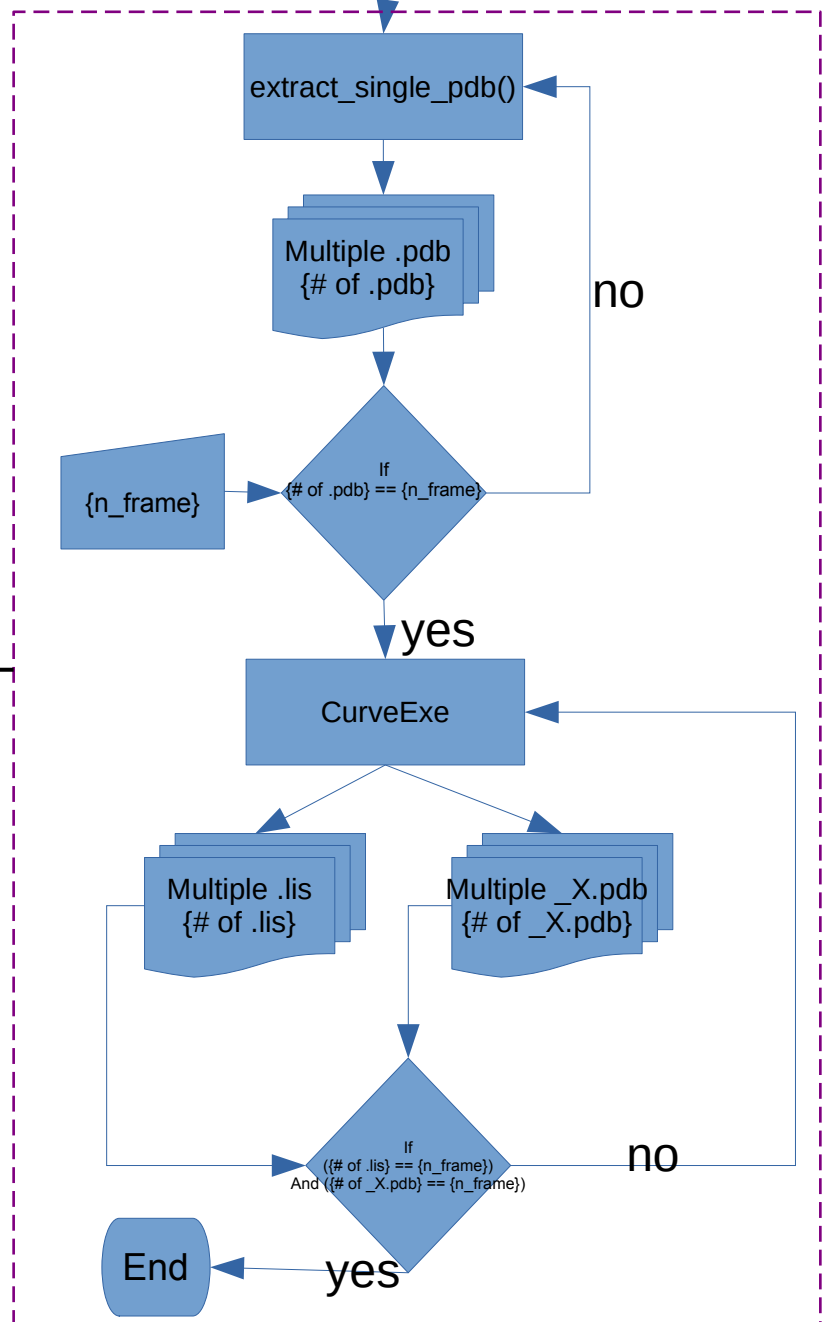 extract_single_pdb()
Multiple .pdb
{# of .pdb}
no
If
{# of .pdb} == {n_frame}
{n_frame}
yes
CurveExe
Multiple .lis
{# of .lis}
Multiple _X.pdb
{# of _X.pdb}
If
({# of .lis} == {n_frame})
And ({# of _X.pdb} == {n_frame})
no
yes
End